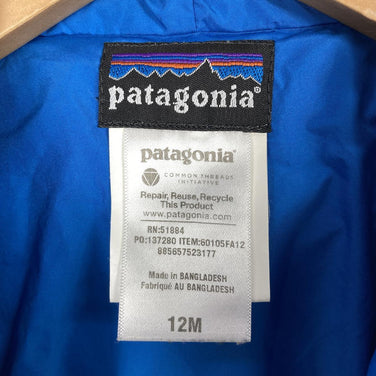 patagonia®
patagonia®
COMMON THREADS
INITIATIVE
Repair, Reuse, Recycle
This Product
www.patagonia.com
RN:51884
PO:137280 ITEM:60105FA12
885657523177
Made in BANGLADESH
Fabriqué AU BANGLADESH
12M